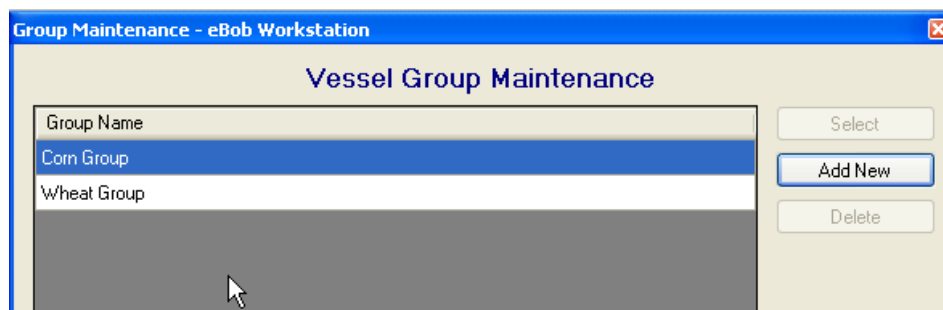 Group Maintenance - eBob Workstation
Vessel Group Maintenance
Group Name
Select
Corn Group
Add New
Wheat Group
Delete